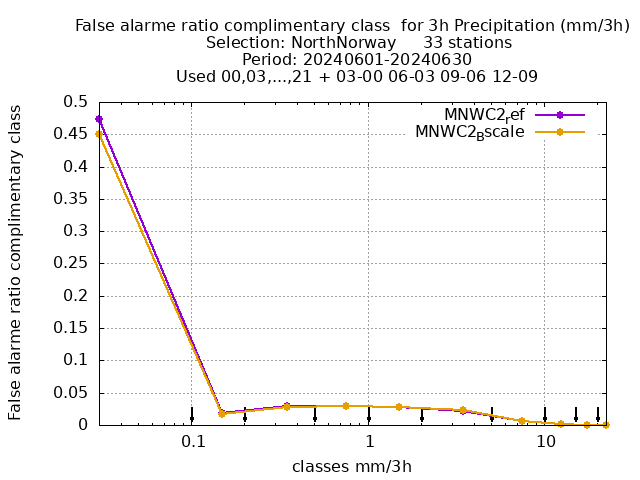 False alarme ratio complimentary class  for 3h Precipitation (mm/3h)
Selection: NorthNorway     33 stations
Period: 20240601-20240630
Used 00,03,...,21 + 03-00 06-03 09-06 12-09
MNWC2ref
MNWC2Bscale
False alarme ratio complimentary class
0.5
0.45
0.4
0.35
0.3
0.25
0.2
0.15
0.1
0.05
0
0.1 1 10
classes mm/3h